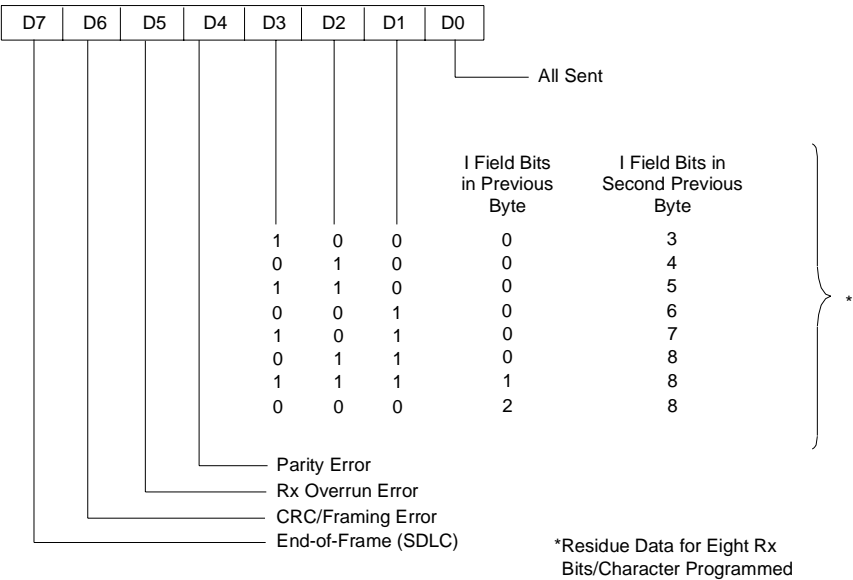 D7 D6 D5 D4 D3 D2 D1 D0
All Sent
I Field Bits
in Previous
Byte
I Field Bits in
Second Previous
Byte
1 0 0 0 3
0 1 0 0 4
1 1 0 0 5
0 0 1 0 6
1 0 1 0 7
0 1 1 0 8
1 1 1 1 8
0 0 0 2 8
*
Parity Error
Rx Overrun Error
CRC/Framing Error
End-of-Frame (SDLC)
*Residue Data for Eight Rx
Bits/Character Programmed